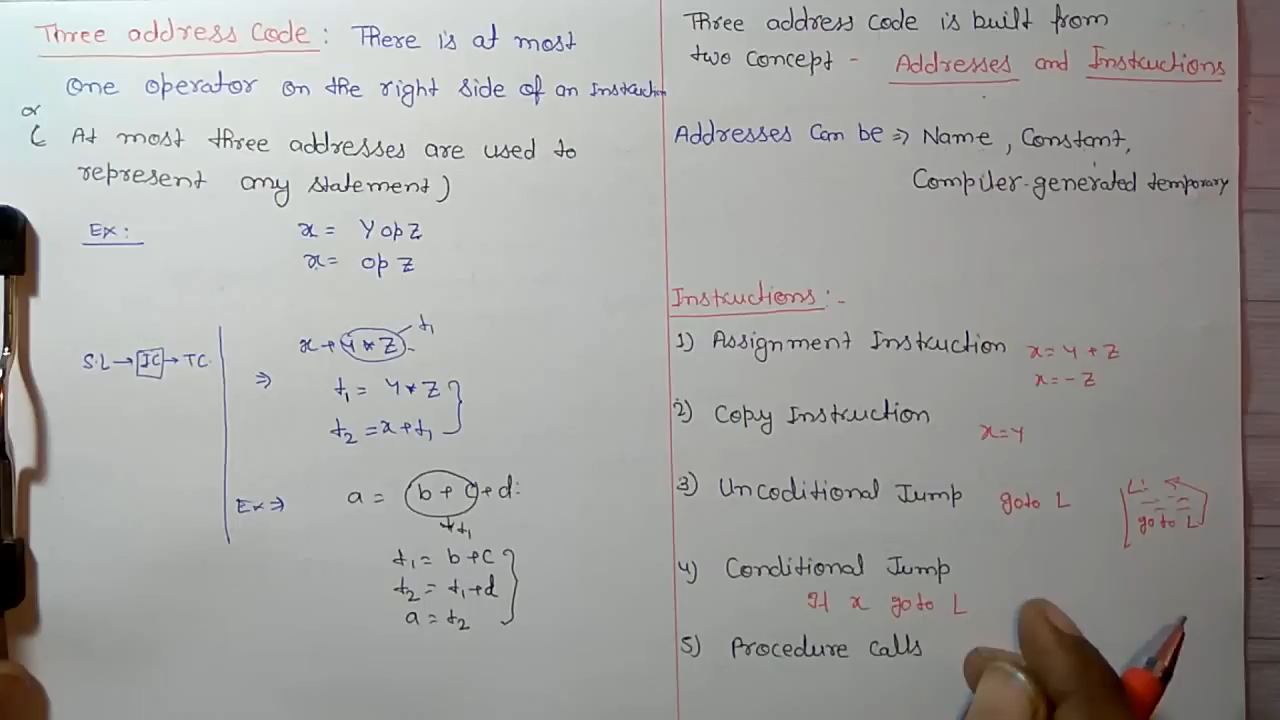 Three address Code : There is at most
one operator on the right side of an Instruction
or
( At most three addresses are used to
represent any statement)
Ex :
x = Y op Z
x = op Z
S.L → IC → TC
x + y * z t1
⇒ t1 = y * z
t2 = x + t1
Ex ⇒ a = b + c + d :
t1
t1 = b + c
t2 = t1 + d
a = t2
Three address code is built from
two concept - Addresses and Instructions
Addresses Can be ⇒ Name , Constant,
Compiler-generated temporary
Instructions :-
1) Assignment Instruction x = y + z
x = - z
2) Copy Instruction
x = y
3) Uncoditional Jump goto L
L:
goto L
4) Conditional Jump
If x goto L
5) Procedure calls